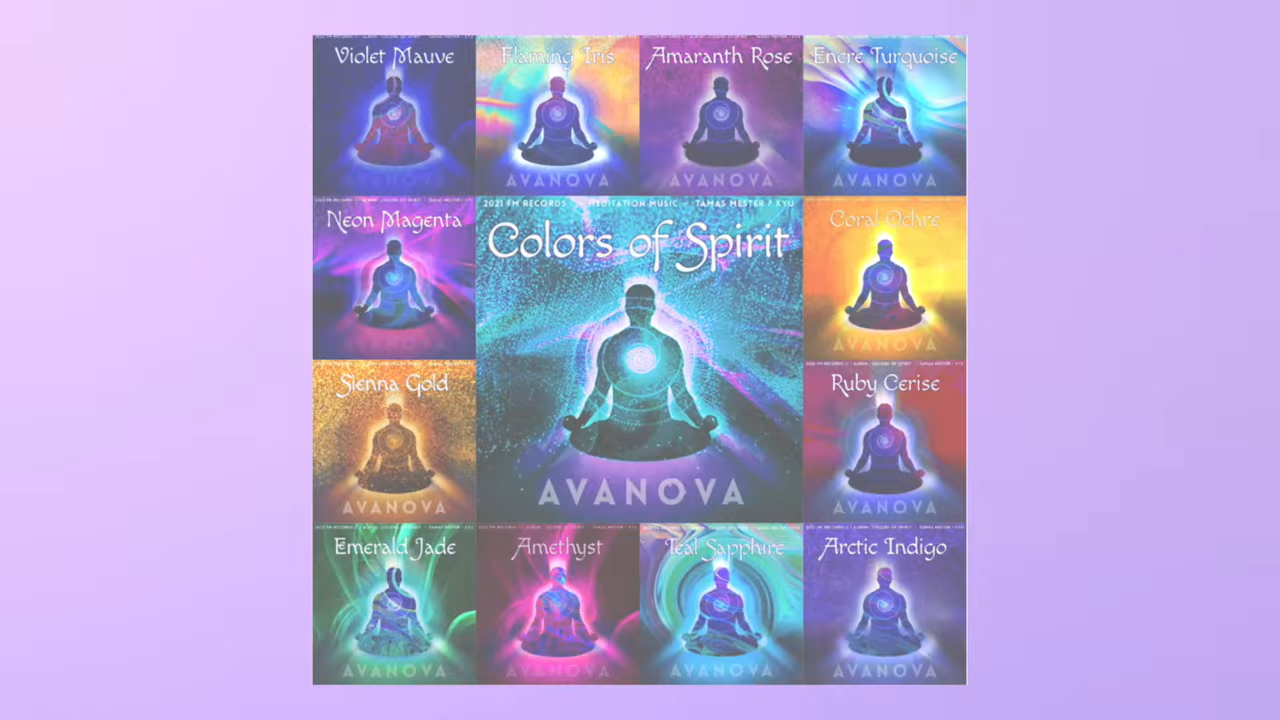 Violet Mauve
Flaming Iris
AVANOVA
Amaranth Rose
AVANOVA
Encre Turquoise
AVANOVA
Neon Magenta
2021 FM RECORDS - MEDITATION MUSIC - TAMAS MESTER / XYU
Colors of Spirit
AVANOVA
Coral Ochre
AVANOVA
Sienna Gold
AVANOVA
Ruby Cerise
AVANOVA
Emerald Jade
AVANOVA
Amethyst
AVANOVA
Teal Sapphire
AVANOVA
Arctic Indigo
AVANOVA